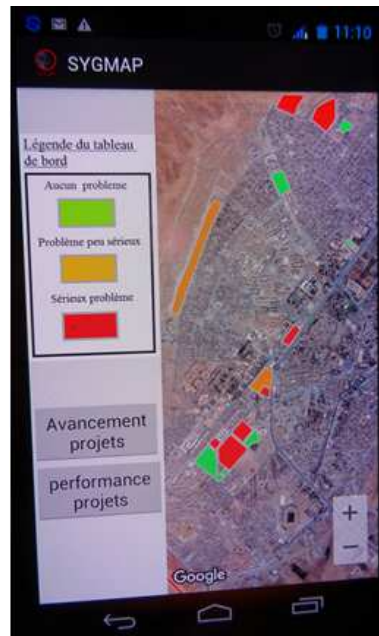 11:10
SYGMAP
Légende du tableau
de bord
Aucun probleme
Problème peu sérieux
Sérieux problème
Avancement
projets
performance
projets
+
−
Google